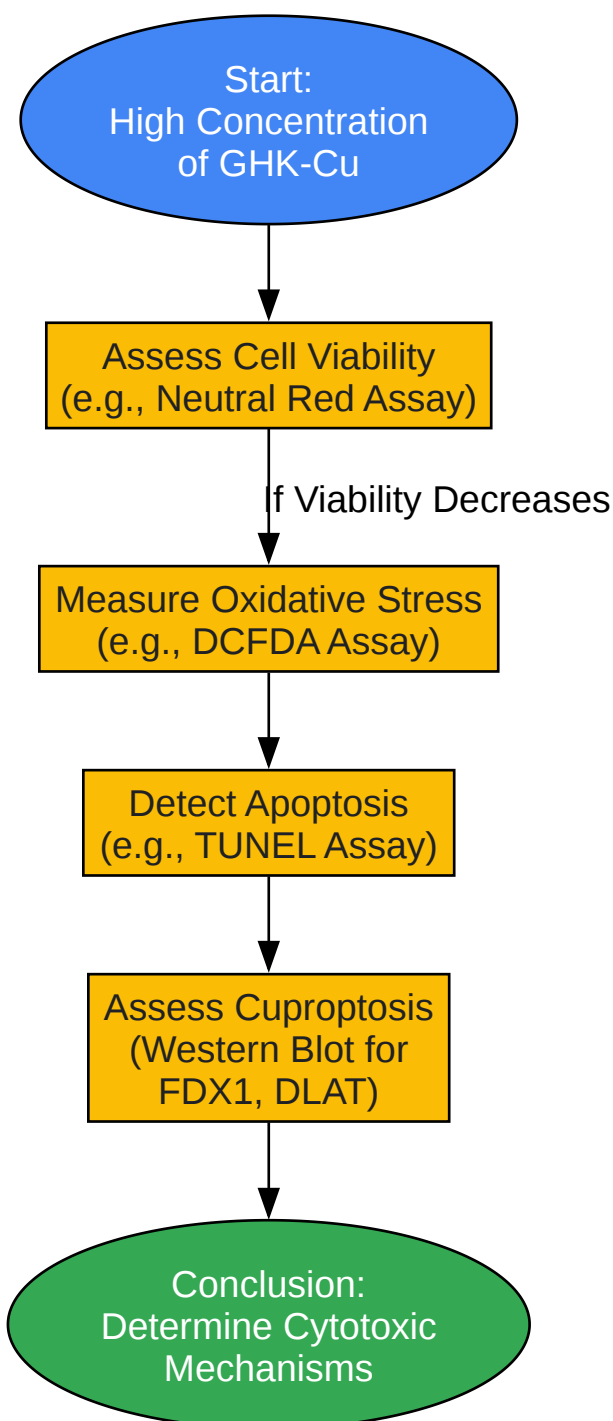 Start:
High Concentration
of GHK-Cu
Assess Cell Viability
(e.g., Neutral Red Assay)
If Viability Decreases
Measure Oxidative Stress
(e.g., DCFDA Assay)
Detect Apoptosis
(e.g., TUNEL Assay)
Assess Cuproptosis
(Western Blot for
FDX1, DLAT)
Conclusion:
Determine Cytotoxic
Mechanisms